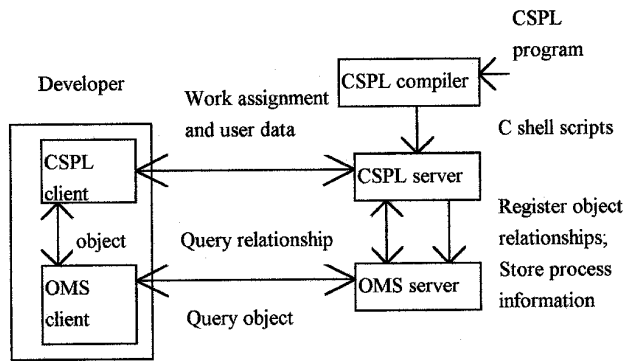 CSPL
program
CSPL compiler
Developer
Work assignment
and user data
C shell scripts
CSPL
client
CSPL server
object
Query relationship
Register object
relationships;
Store process
information
OMS
client
OMS server
Query object